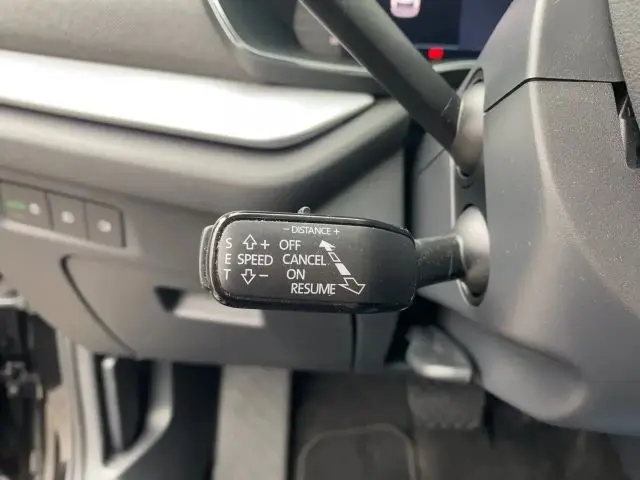 − DISTANCE +
S + OFF
E SPEED CANCEL
T − ON
RESUME